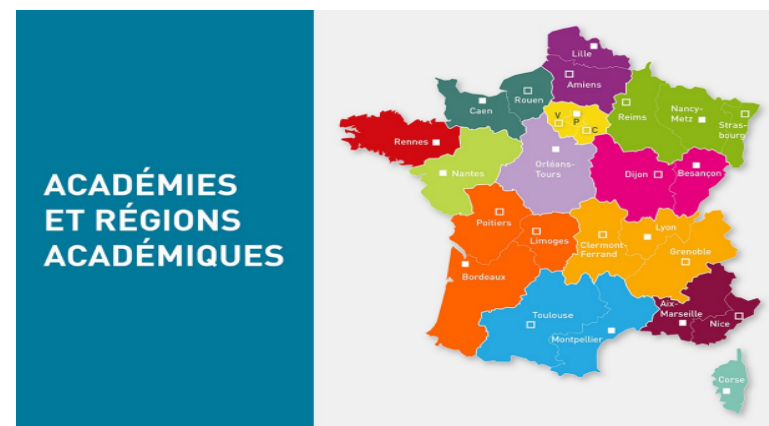 ACADÉMIES
ET RÉGIONS
ACADÉMIQUES
Lille
Amiens
Rouen
Caen
V
P
C
Reims
Nancy-
Metz
Stras-
bourg
Rennes
Nantes
Orléans-
Tours
Dijon
Besançon
Poitiers
Limoges
Clermont-
Ferrand
Lyon
Grenoble
Bordeaux
Toulouse
Montpellier
Aix-
Marseille
Nice
Corse